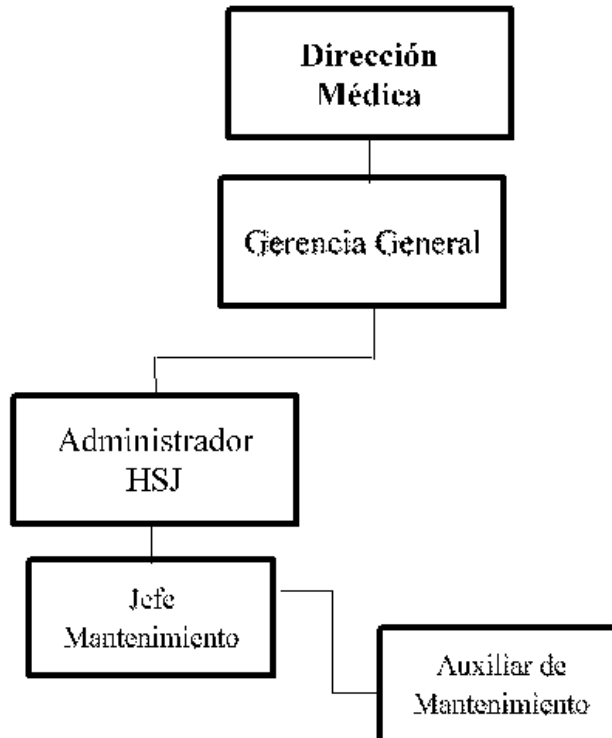 Dirección
Médica
Gerencia General
Administrador
HSJ
Jefe
Mantenimiento
Auxiliar de
Mantenimiento